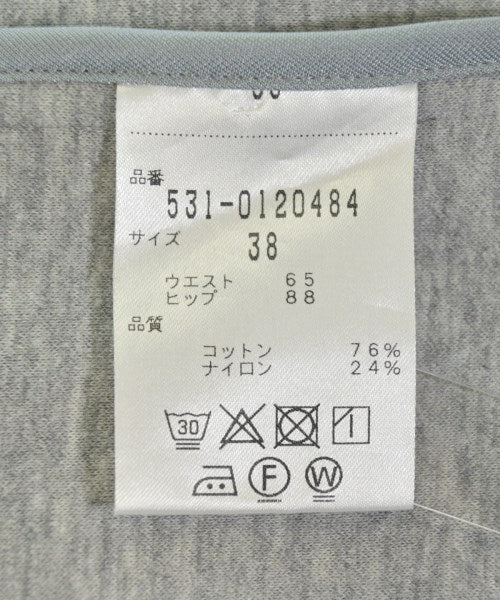 品番
531-0120484
サイズ
38
ウエスト 65
ヒップ 88
品質
コットン 76%
ナイロン 24%
30
F W